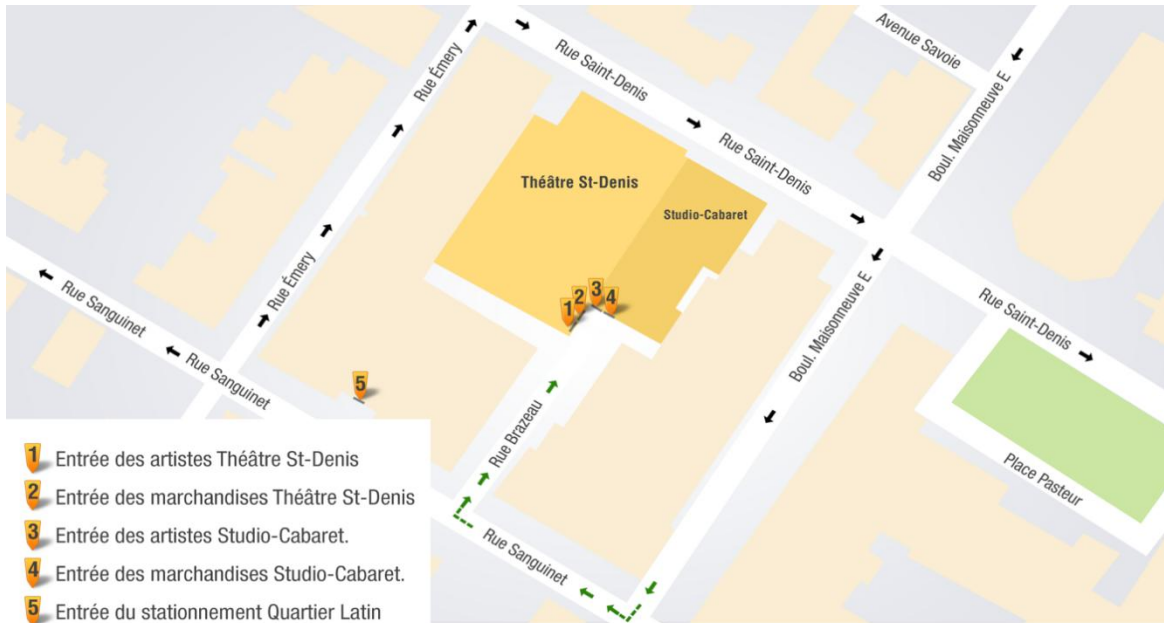 Avenue Savoie
Rue Saint-Denis
Rue Émery
Boul. Maisonneuve E
Rue Saint-Denis
Théâtre St-Denis
Studio-Cabaret
Rue Émery
Rue Sanguinet
3
2
4
1
Rue Saint-Denis
Boul. Maisonneuve E
Rue Sanguinet
5
Rue Brazeau
Place Pasteur
Rue Sanguinet
1 Entrée des artistes Théâtre St-Denis
2 Entrée des marchandises Théâtre St-Denis
3 Entrée des artistes Studio-Cabaret.
4 Entrée des marchandises Studio-Cabaret.
5 Entrée du stationnement Quartier Latin